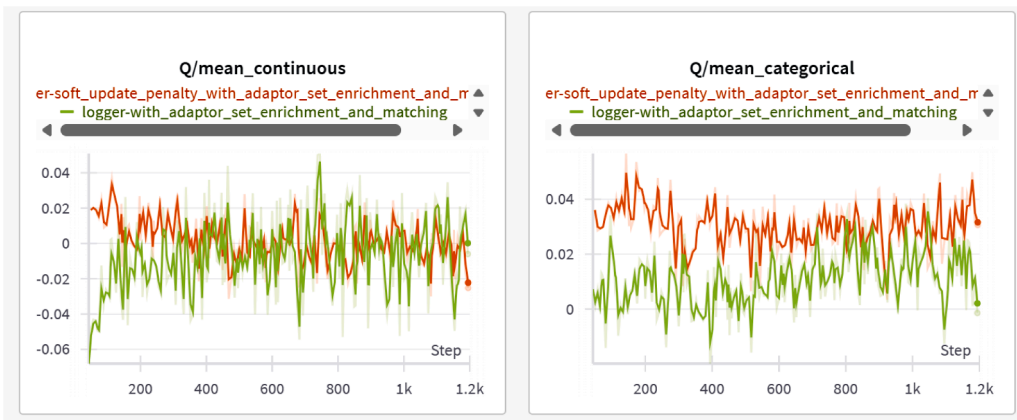 Q/mean_continuous
er-soft_update_penalty_with_adaptor_set_enrichment_and_m
logger-with_adaptor_set_enrichment_and_matching
0.04
0.02
0
-0.02
-0.04
-0.06
Step
200 400 600 800 1k 1.2k
Q/mean_categorical
er-soft_update_penalty_with_adaptor_set_enrichment_and_m
logger-with_adaptor_set_enrichment_and_matching
0.04
0.02
0
Step
200 400 600 800 1k 1.2k